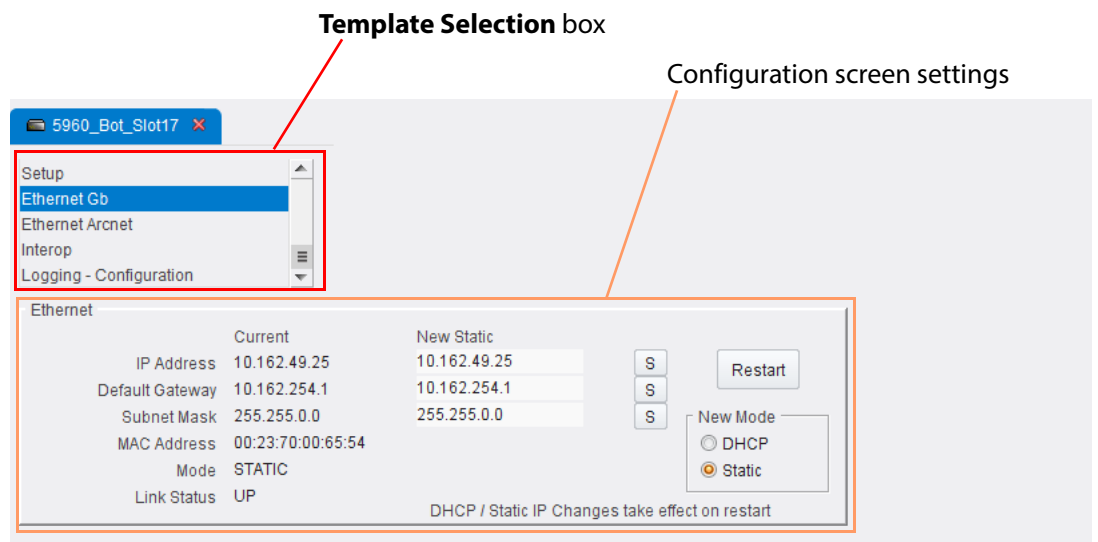 Template Selection box
Configuration screen settings
5960_Bot_Slot17
Setup
Ethernet Gb
Ethernet Arcnet
Interop
Logging - Configuration
Ethernet
Current New Static
IP Address 10.162.49.25 10.162.49.25 S Restart
Default Gateway 10.162.254.1 10.162.254.1 S
Subnet Mask 255.255.0.0 255.255.0.0 S New Mode
MAC Address 00:23:70:00:65:54 DHCP
Mode STATIC Static
Link Status UP
DHCP / Static IP Changes take effect on restart